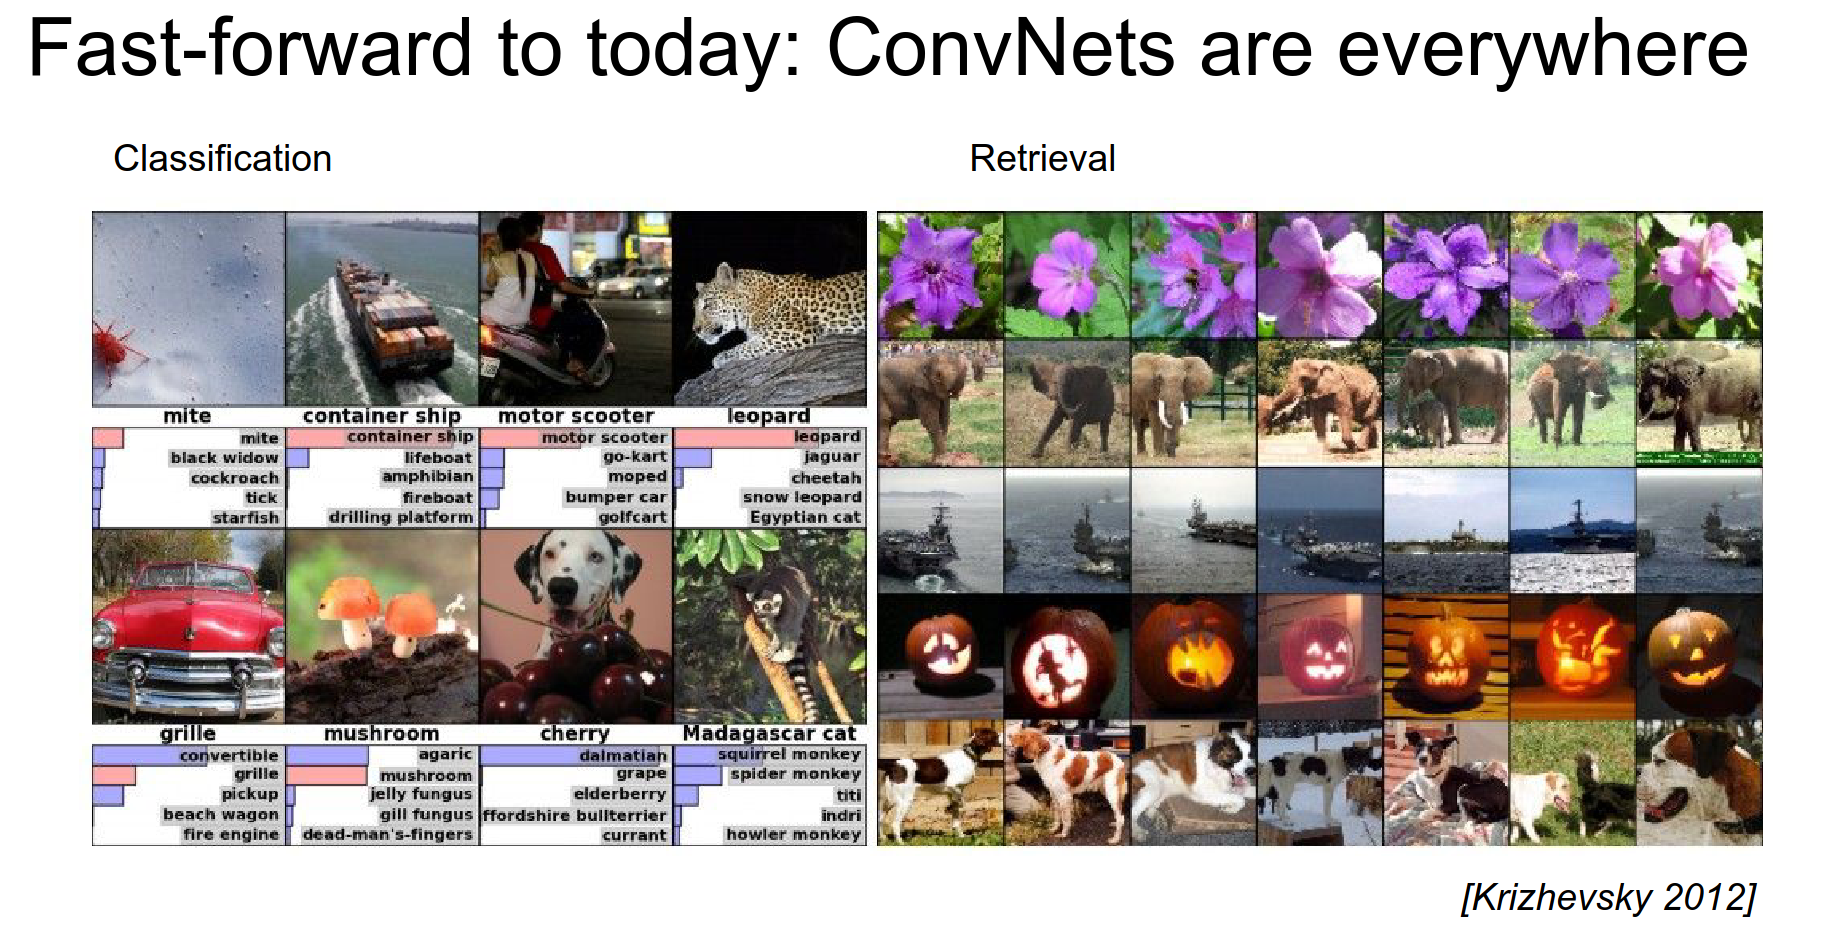 Fast-forward to today: ConvNets are everywhere
Classification
Retrieval
mite
container ship
motor scooter
leopard
mite
black widow
cockroach
tick
starfish
container ship
lifeboat
amphibian
fireboat
drilling platform
motor scooter
go-kart
moped
bumper car
golfcart
leopard
jaguar
cheetah
snow leopard
Egyptian cat
grille
mushroom
cherry
Madagascar cat
convertible
grille
pickup
beach wagon
fire engine
agaric
mushroom
jelly fungus
gill fungus
dead-man's-fingers
dalmatian
grape
elderberry
ffordshire bullterrier
currant
squirrel monkey
spider monkey
titi
indri
howler monkey
[Krizhevsky 2012]